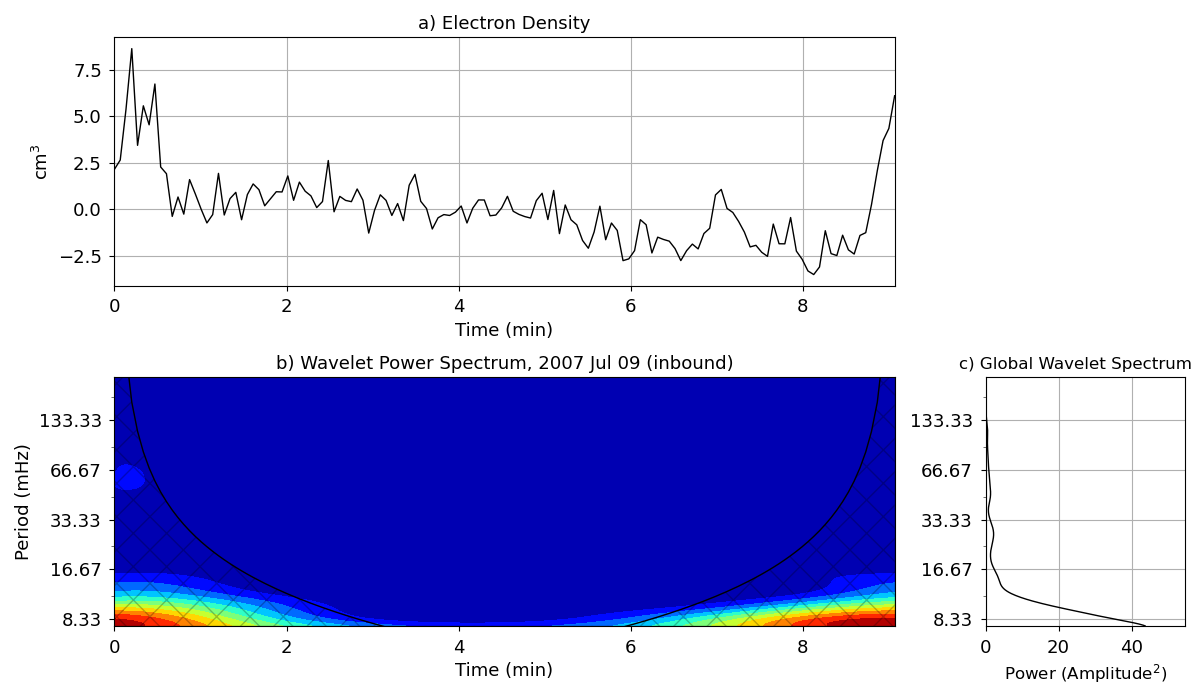 a) Electron Density
7.5
5.0
2.5
0.0
−2.5
cm³
0 2 4 6 8
Time (min)
b) Wavelet Power Spectrum, 2007 Jul 09 (inbound)
133.33
66.67
33.33
16.67
8.33
Period (mHz)
0 2 4 6 8
Time (min)
c) Global Wavelet Spectrum
133.33
66.67
33.33
16.67
8.33
0 20 40
Power (Amplitude²)